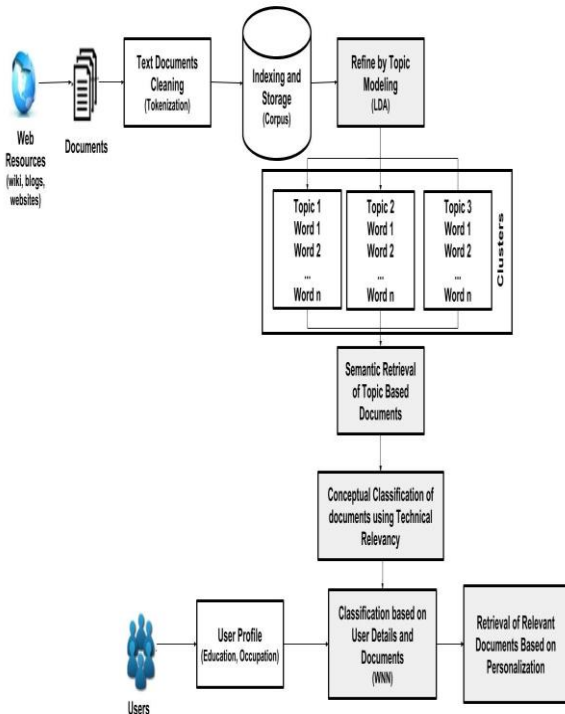 Web
Resources
(wiki, blogs,
websites)
Documents
Text Documents
Cleaning
(Tokenization)
Indexing and
Storage
(Corpus)
Refine by Topic
Modeling
(LDA)
Topic 1
Word 1
Word 2
...
Word n
Topic 2
Word 1
Word 2
...
Word n
Topic 3
Word 1
Word 2
...
Word n
Clusters
Semantic Retrieval
of Topic Based
Documents
Conceptual Classification of
documents using Technical
Relevancy
Users
User Profile
(Education, Occupation)
Classification based on
User Details and
Documents
(WNN)
Retrieval of Relevant
Documents Based on
Personalization